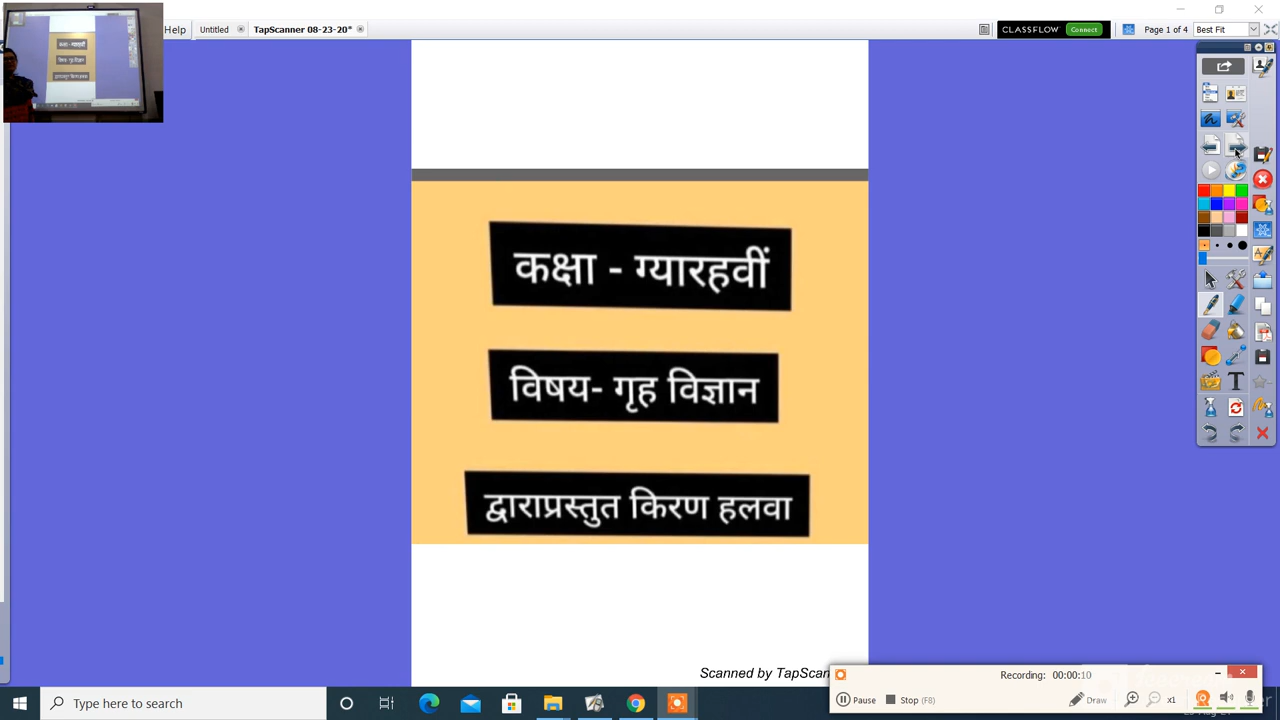 Help
Untitled
TapScanner 08-23-20*
CLASSFLOW Connect
Page 1 of 4
Best Fit
कक्षा - ग्यारहवीं
विषय- गृह विज्ञान
द्वाराप्रस्तुत किरण हलवा
Scanned by TapScan
Recording: 00:00:10
Pause
Stop (F8)
Draw
x1
Type here to search